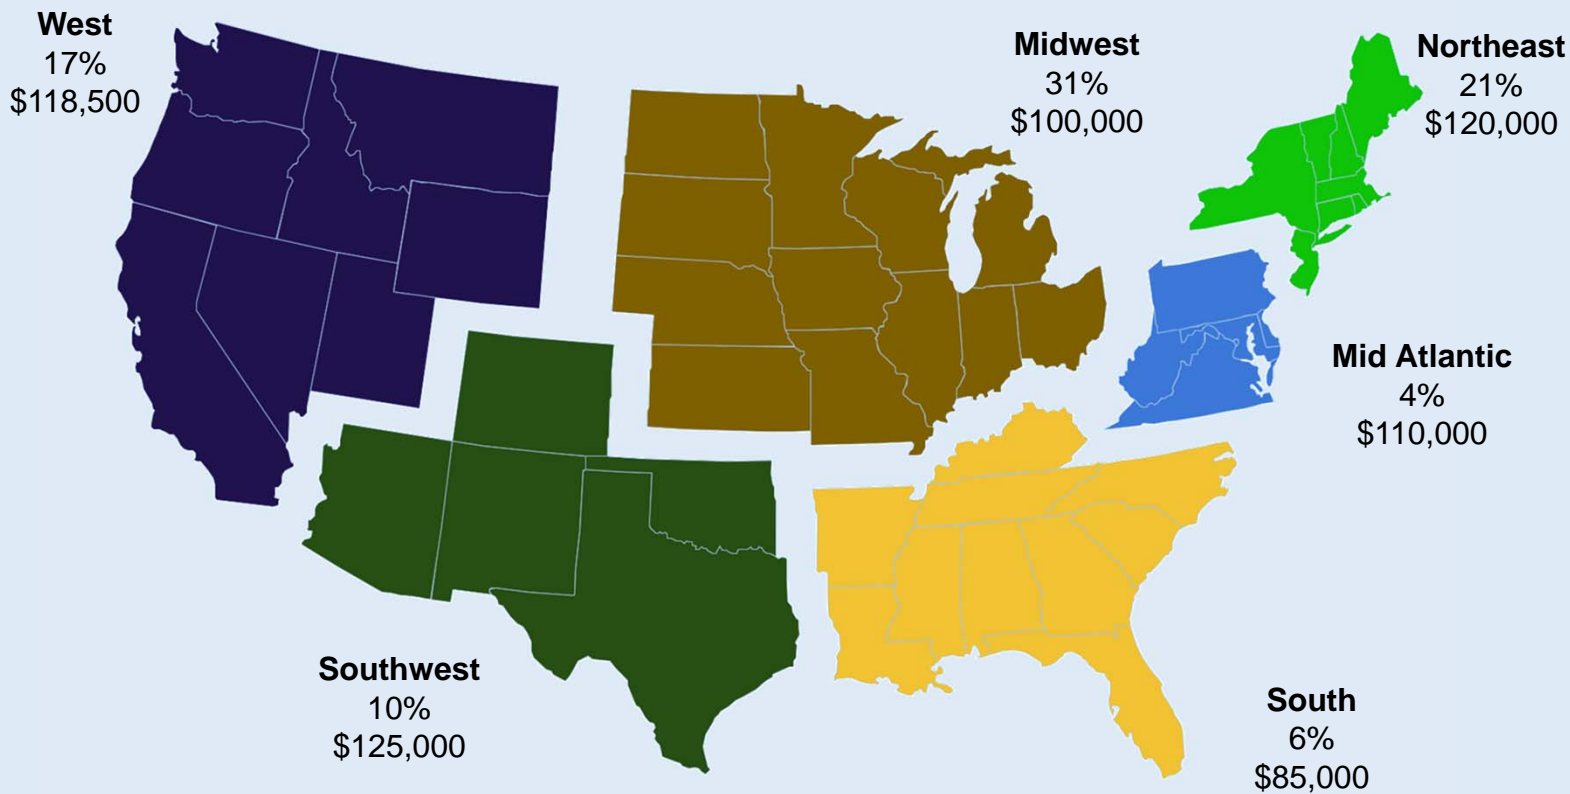 West
17%
$118,500
Midwest
31%
$100,000
Northeast
21%
$120,000
Mid Atlantic
4%
$110,000
Southwest
10%
$125,000
South
6%
$85,000